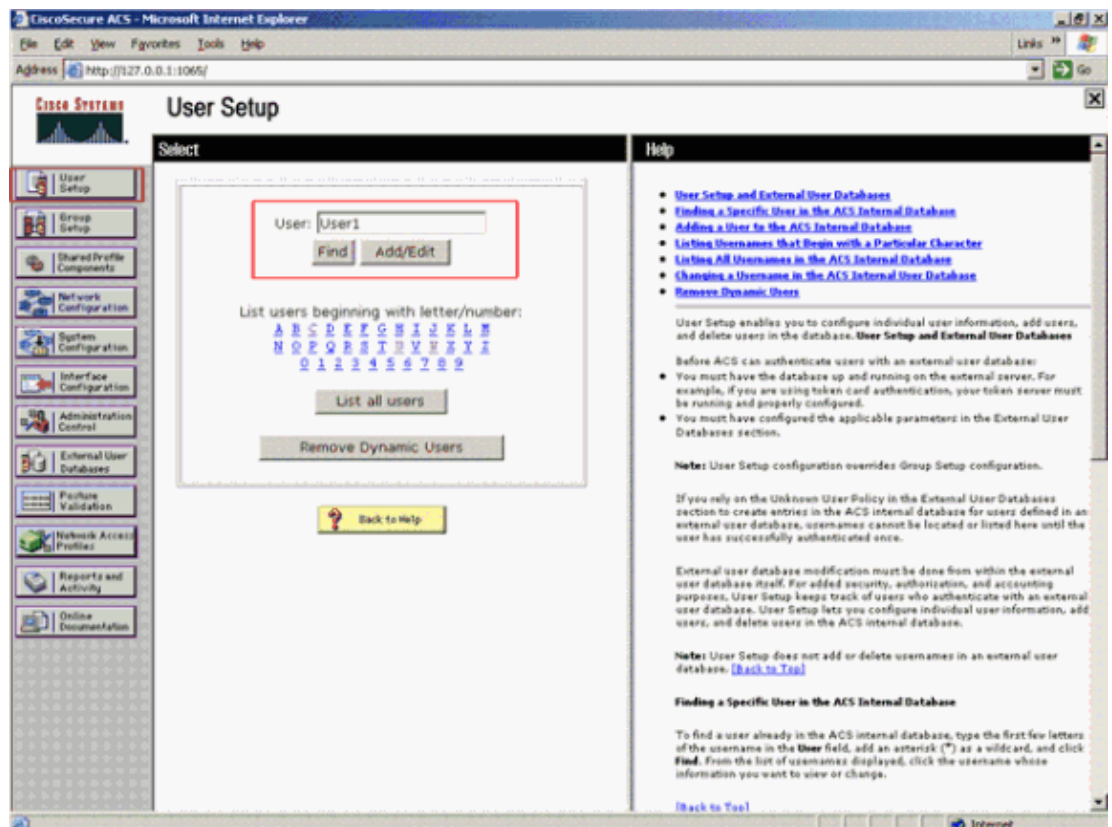 CiscoSecure ACS - Microsoft Internet Explorer
File Edit View Favorites Tools Help
Links »
Address http://127.0.0.1:1065/
Go
CISCO SYSTEMS
User Setup
Select
Help
User Setup
Group Setup
Shared Profile Components
Network Configuration
System Configuration
Interface Configuration
Administration Control
External User Databases
Posture Validation
Network Access Profiles
Reports and Activity
Online Documentation
User: User1
Find Add/Edit
List users beginning with letter/number:
A B C D E F G H I J K L M
N O P Q R S T U V W X Y Z
0 1 2 3 4 5 6 7 8 9
List all users
Remove Dynamic Users
Back to Help
User Setup and External User Databases
Finding a Specific User in the ACS Internal Database
Adding a User to the ACS Internal Database
Listing Usernames that Begin with a Particular Character
Listing All Usernames in the ACS Internal Database
Changing a Username in the ACS Internal User Database
Remove Dynamic Users
User Setup enables you to configure individual user information, add users,
and delete users in the database. User Setup and External User Databases
Before ACS can authenticate users with an external user database:
You must have the database up and running on the external server. For
example, if you are using token card authentication, your token server must
be running and properly configured.
You must have configured the applicable parameters in the External User
Databases section.
Note: User Setup configuration overrides Group Setup configuration.
If you rely on the Unknown User Policy in the External User Databases
section to create entries in the ACS internal database for users defined in an
external user database, usernames cannot be located or listed here until the
user has successfully authenticated once.
External user database modification must be done from within the external
user database itself. For added security, authorization, and accounting
purposes, User Setup keeps track of users who authenticate with an external
user database. User Setup lets you configure individual user information, add
users, and delete users in the ACS internal database.
Note: User Setup does not add or delete usernames in an external user
database. [Back to Top]
Finding a Specific User in the ACS Internal Database
To find a user already in the ACS internal database, type the first few letters
of the username in the User field, add an asterisk (*) as a wildcard, and click
Find. From the list of usernames displayed, click the username whose
information you want to view or change.
[Back to Top]
Internet